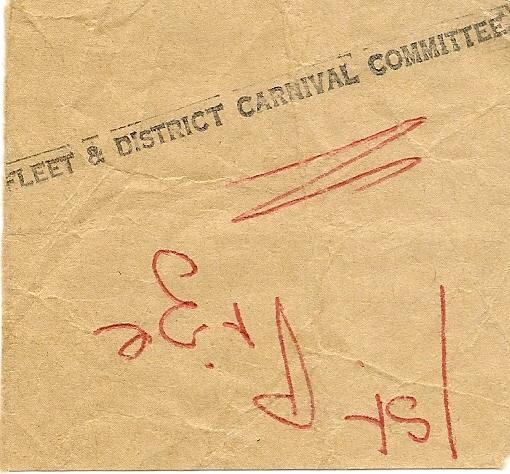 FLEET & DISTRICT CARNIVAL COMMITTEE
1st Prize